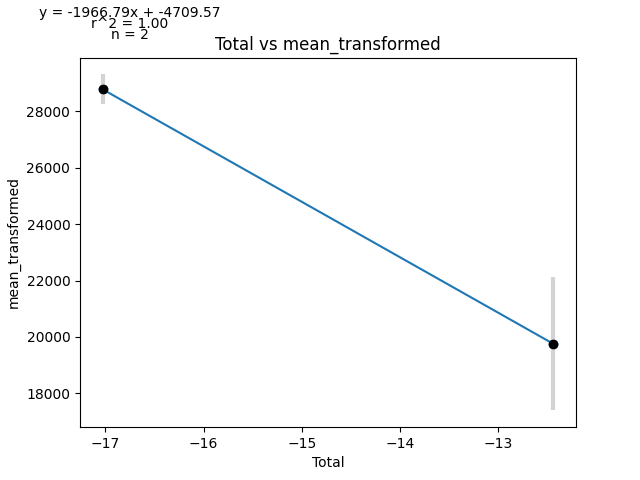 y = -1966.79x + -4709.57
r^2 = 1.00
n = 2
Total vs mean_transformed
mean_transformed
28000
26000
24000
22000
20000
18000
−17
−16
−15
−14
−13
Total